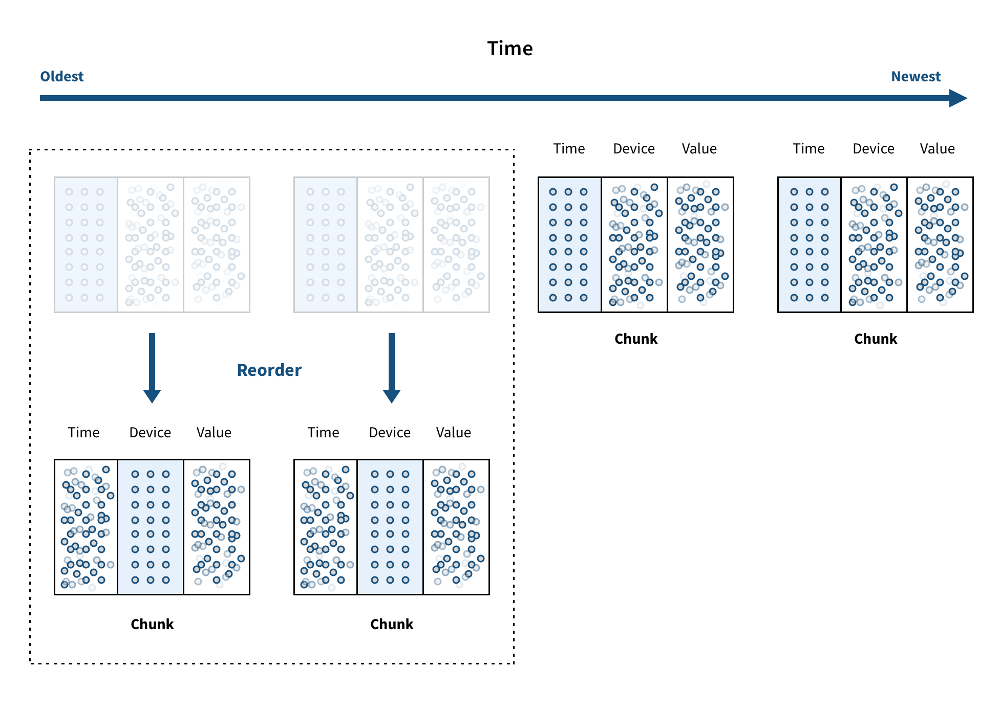 Time
Oldest
Newest
Time Device Value
Time Device Value
Chunk
Chunk
Reorder
Time Device Value
Time Device Value
Chunk
Chunk